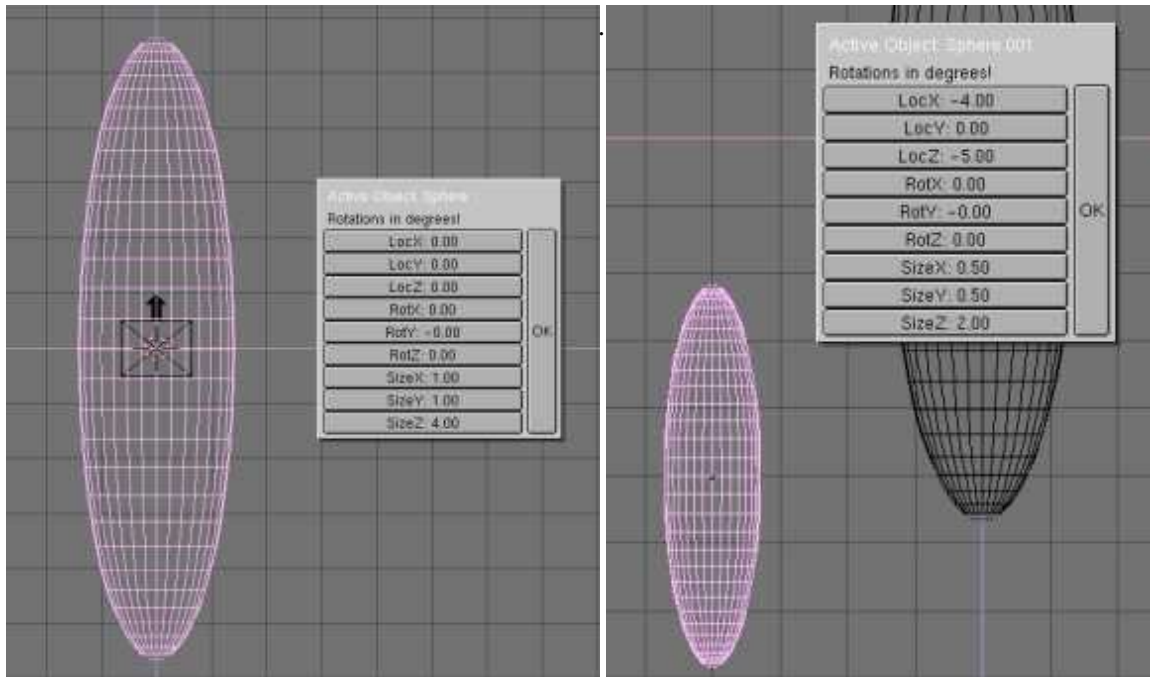 Active Object: Sphere
Rotations in degrees!
LocX: 0.00
LocY: 0.00
LocZ: 0.00
RotX: 0.00
RotY: -0.00
RotZ: 0.00
SizeX: 1.00
SizeY: 1.00
SizeZ: 4.00
OK
Active Object: Sphere.001
Rotations in degrees!
LocX: -4.00
LocY: 0.00
LocZ: -5.00
RotX: 0.00
RotY: -0.00
RotZ: 0.00
SizeX: 0.50
SizeY: 0.50
SizeZ: 2.00
OK